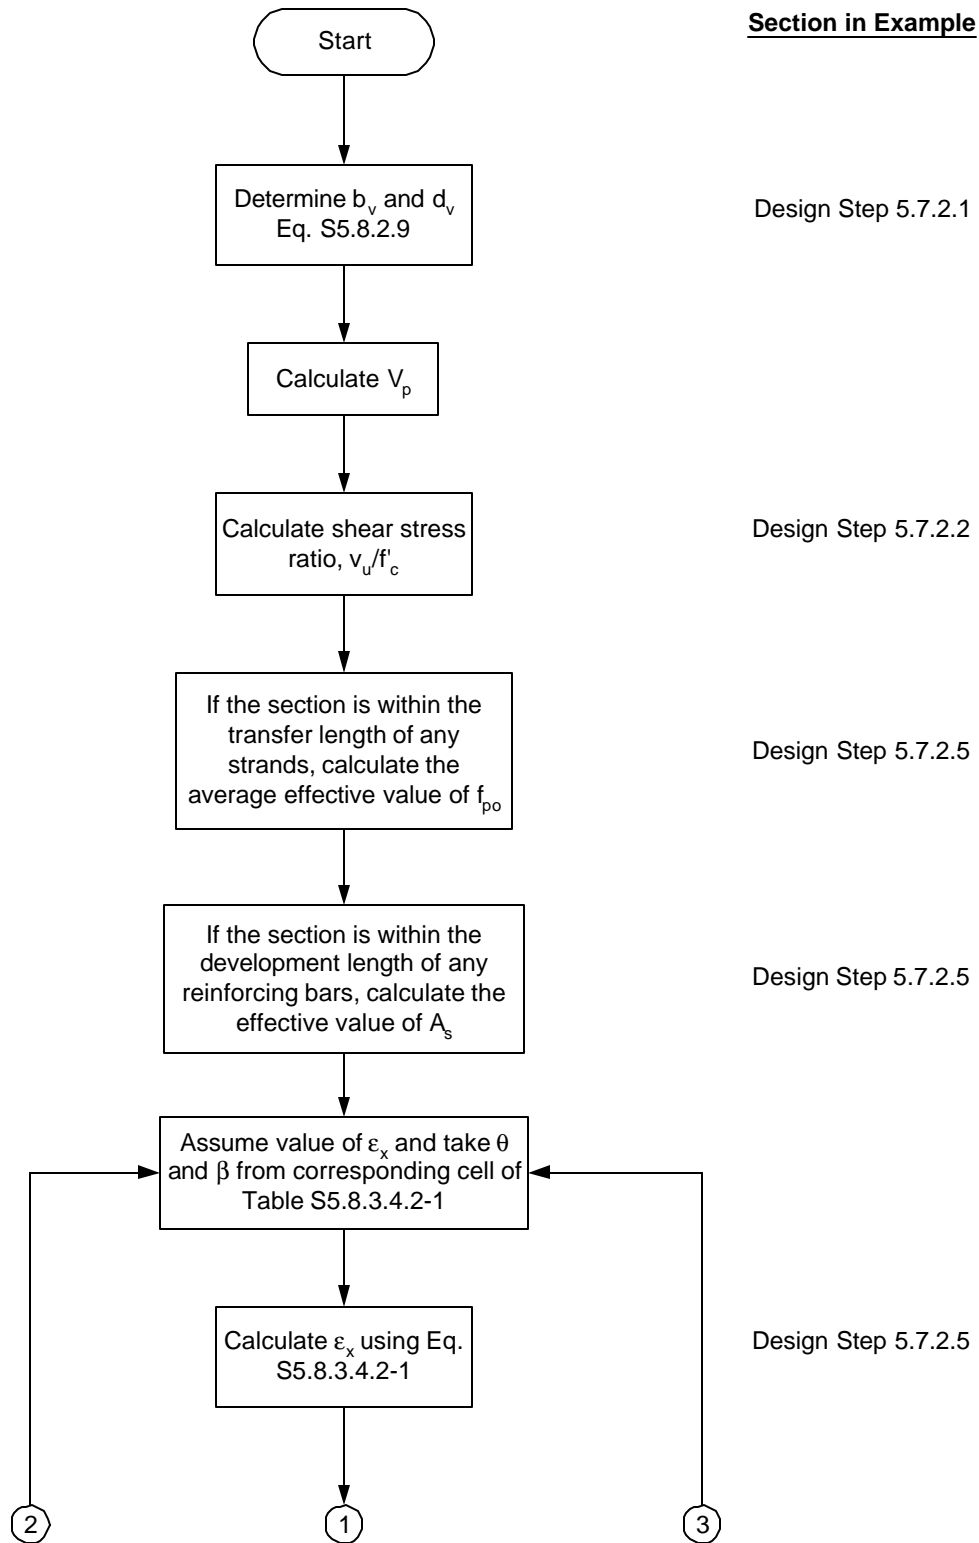 Section in Example
Start
Determine b_v and d_v
Eq. S5.8.2.9
Design Step 5.7.2.1
Calculate V_p
Calculate shear stress
ratio, v_u/f'_c
Design Step 5.7.2.2
If the section is within the
transfer length of any
strands, calculate the
average effective value of f_po
Design Step 5.7.2.5
If the section is within the
development length of any
reinforcing bars, calculate the
effective value of A_s
Design Step 5.7.2.5
Assume value of ε_x and take θ
and β from corresponding cell of
Table S5.8.3.4.2-1
Calculate ε_x using Eq.
S5.8.3.4.2-1
Design Step 5.7.2.5
2
1
3